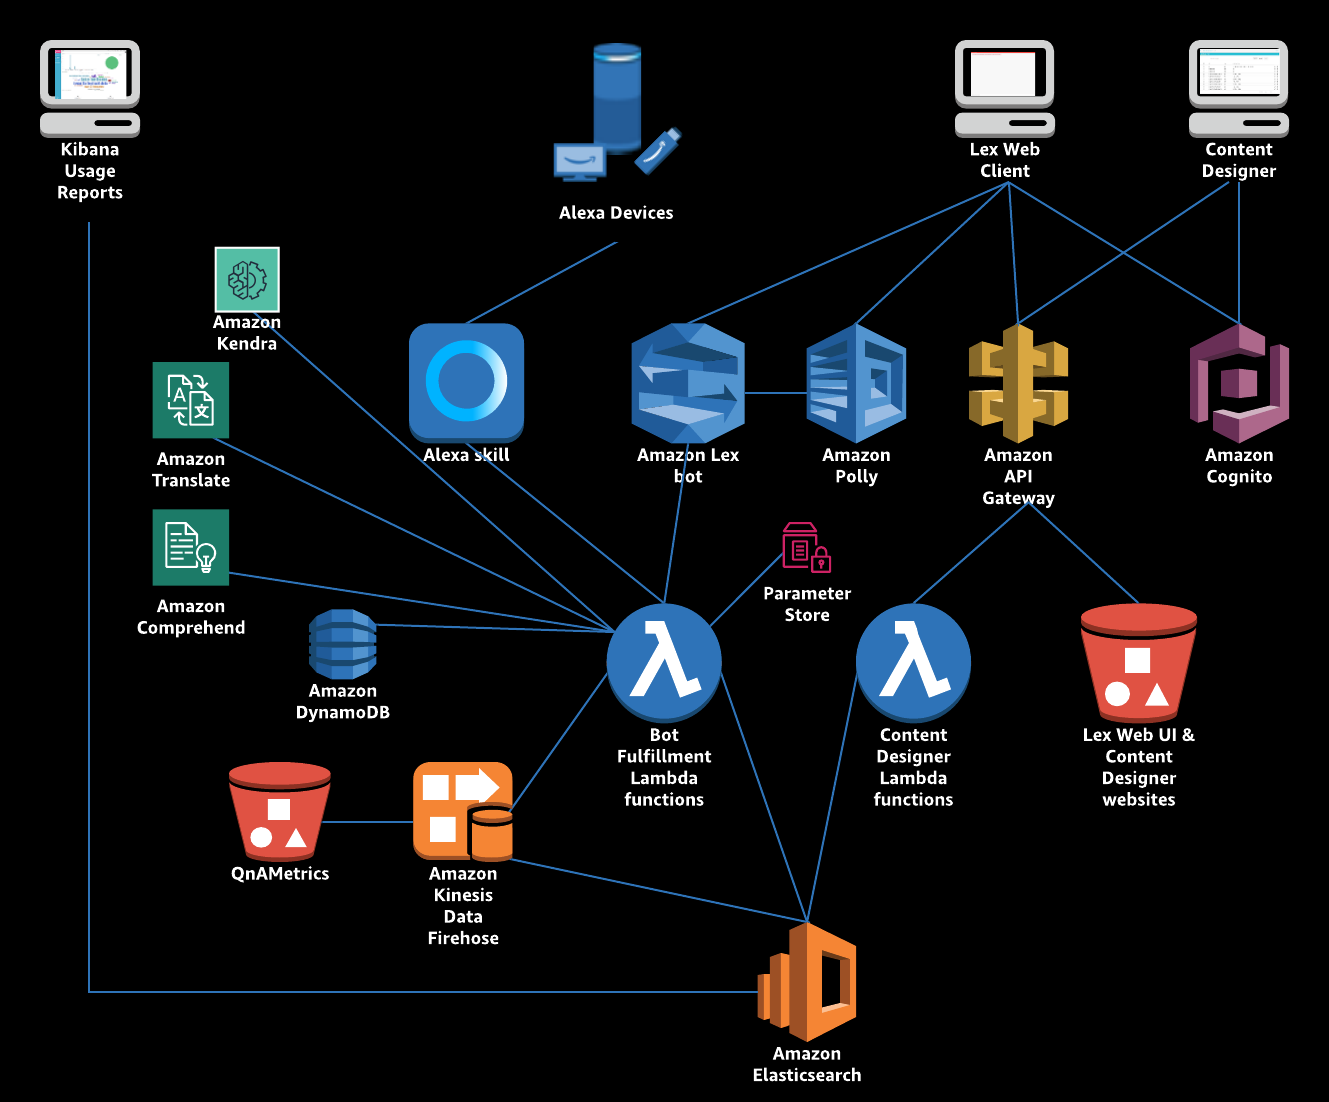 Kibana
Usage
Reports
Alexa Devices
Lex Web
Client
Content
Designer
Amazon
Kendra
Amazon
Translate
Alexa skill
Amazon Lex
bot
Amazon
Polly
Amazon
API
Gateway
Amazon
Cognito
Amazon
Comprehend
Parameter
Store
Amazon
DynamoDB
Bot
Fulfillment
Lambda
functions
Content
Designer
Lambda
functions
Lex Web UI &
Content
Designer
websites
QnAMetrics
Amazon
Kinesis
Data
Firehose
Amazon
Elasticsearch